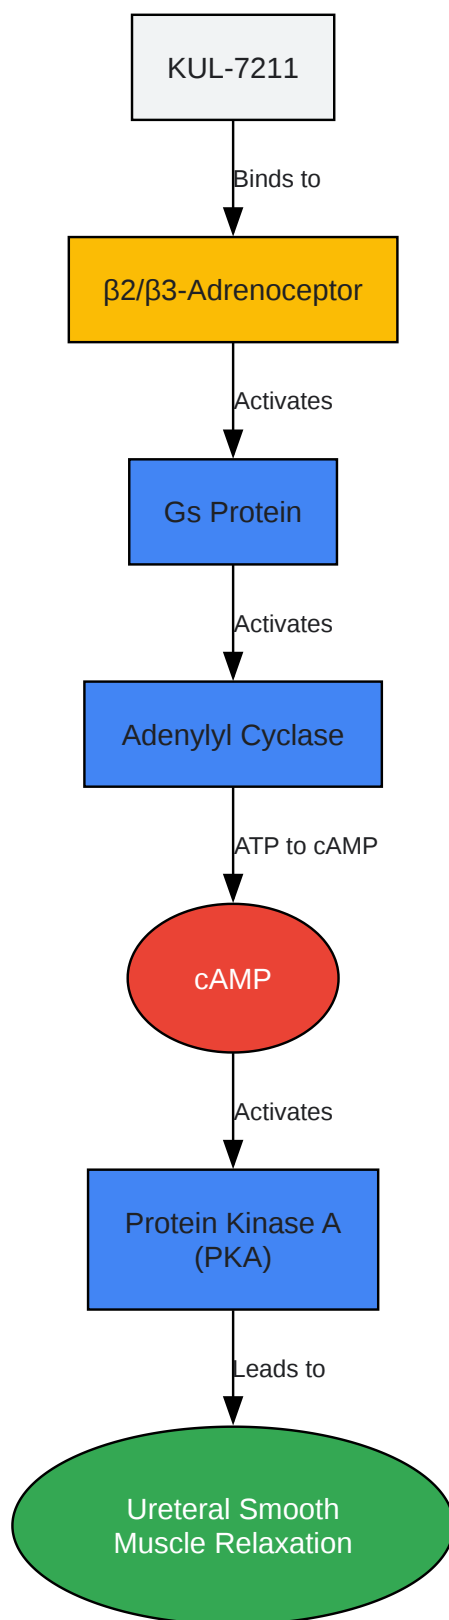 KUL-7211
Binds to
β2/β3-Adrenoceptor
Activates
Gs Protein
Activates
Adenylyl Cyclase
ATP to cAMP
cAMP
Activates
Protein Kinase A
(PKA)
Leads to
Ureteral Smooth
Muscle Relaxation